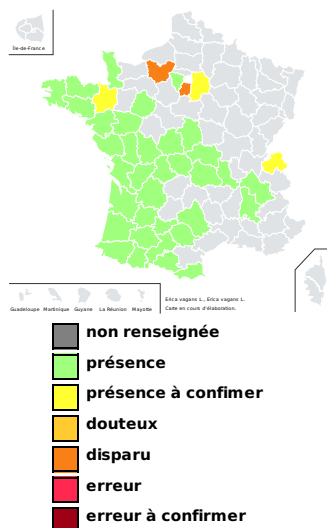 Île-de-France
Guadeloupe Martinique Guyane La Réunion Mayotte
Erica vagans L., Erica vagans L.
Carte en cours d'élaboration.
non renseignée
présence
présence à confimer
douteux
disparu
erreur
erreur à confirmer